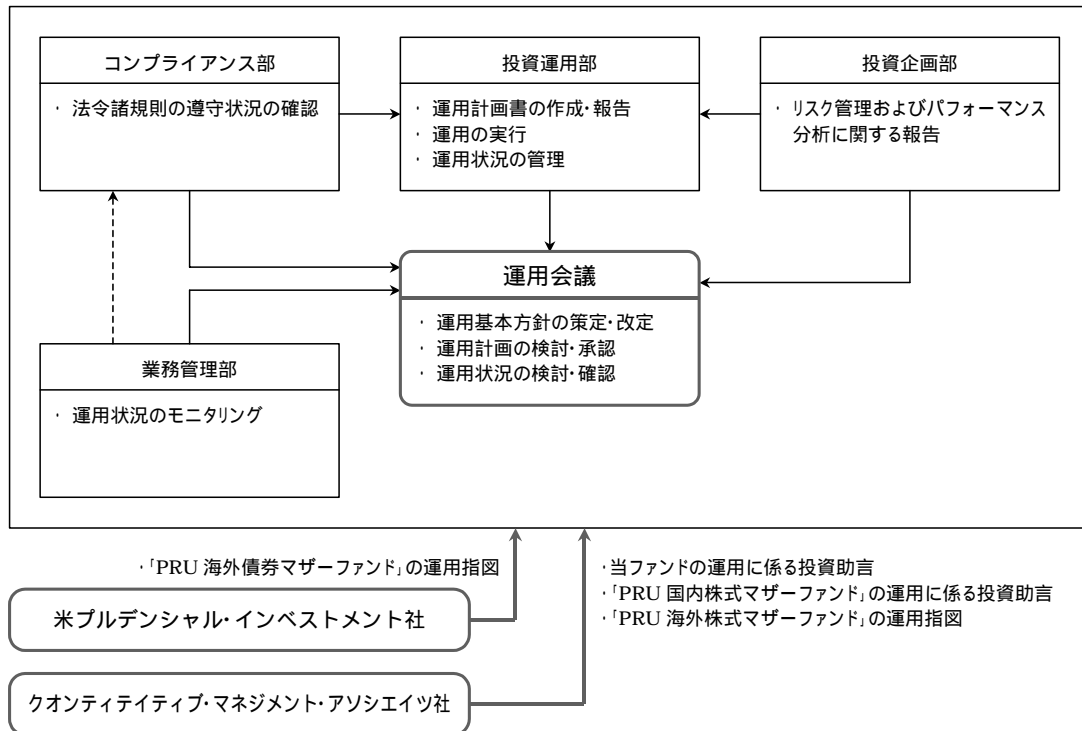 コンプライアンス部
・ 法令諸規則の遵守状況の確認
投資運用部
・ 運用計画書の作成・報告
・ 運用の実行
・ 運用状況の管理
投資企画部
・ リスク管理およびパフォーマンス
分析に関する報告
運用会議
・ 運用基本方針の策定・改定
・ 運用計画の検討・承認
・ 運用状況の検討・確認
業務管理部
・ 運用状況のモニタリング
・「PRU 海外債券マザーファンド」の運用指図
・当ファンドの運用に係る投資助言
・「PRU 国内株式マザーファンド」の運用に係る投資助言
・「PRU 海外株式マザーファンド」の運用指図
米プルデンシャル・インベストメント社
クオンティテイティブ・マネジメント・アソシエイツ社